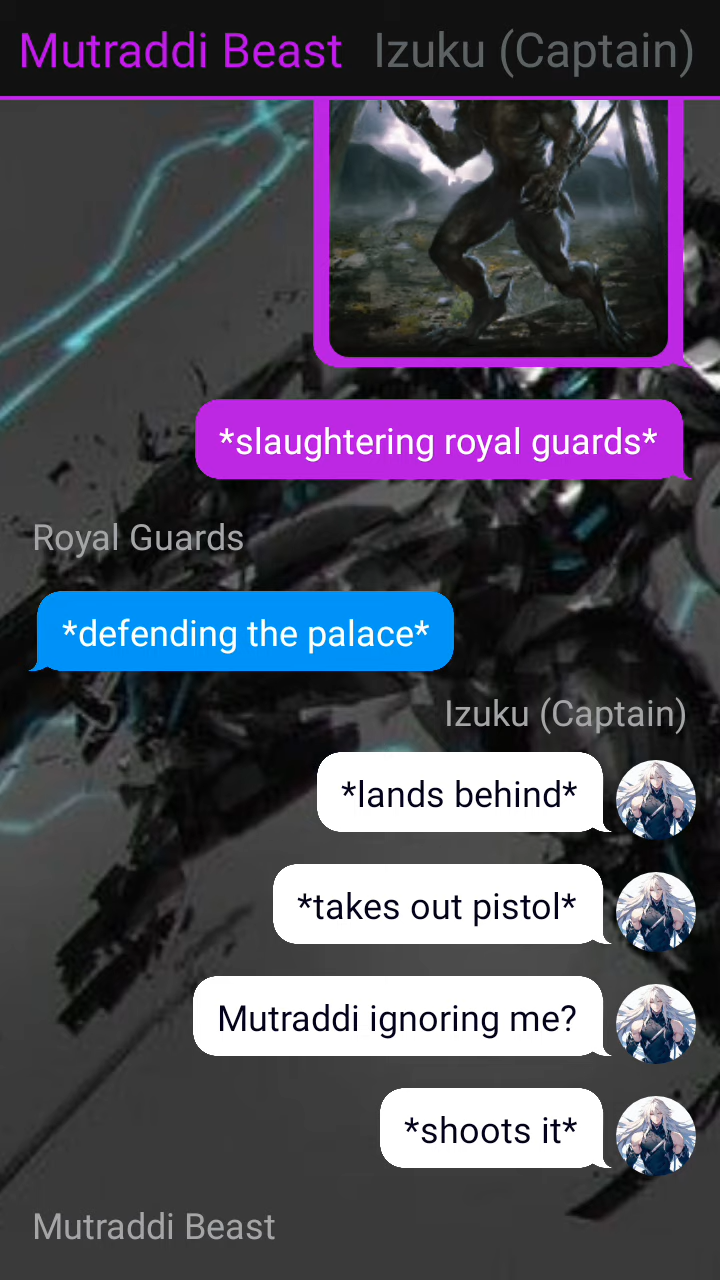 Mutraddi Beast Izuku (Captain)
*slaughtering royal guards*
Royal Guards
*defending the palace*
Izuku (Captain)
*lands behind*
*takes out pistol*
Mutraddi ignoring me?
*shoots it*
Mutraddi Beast